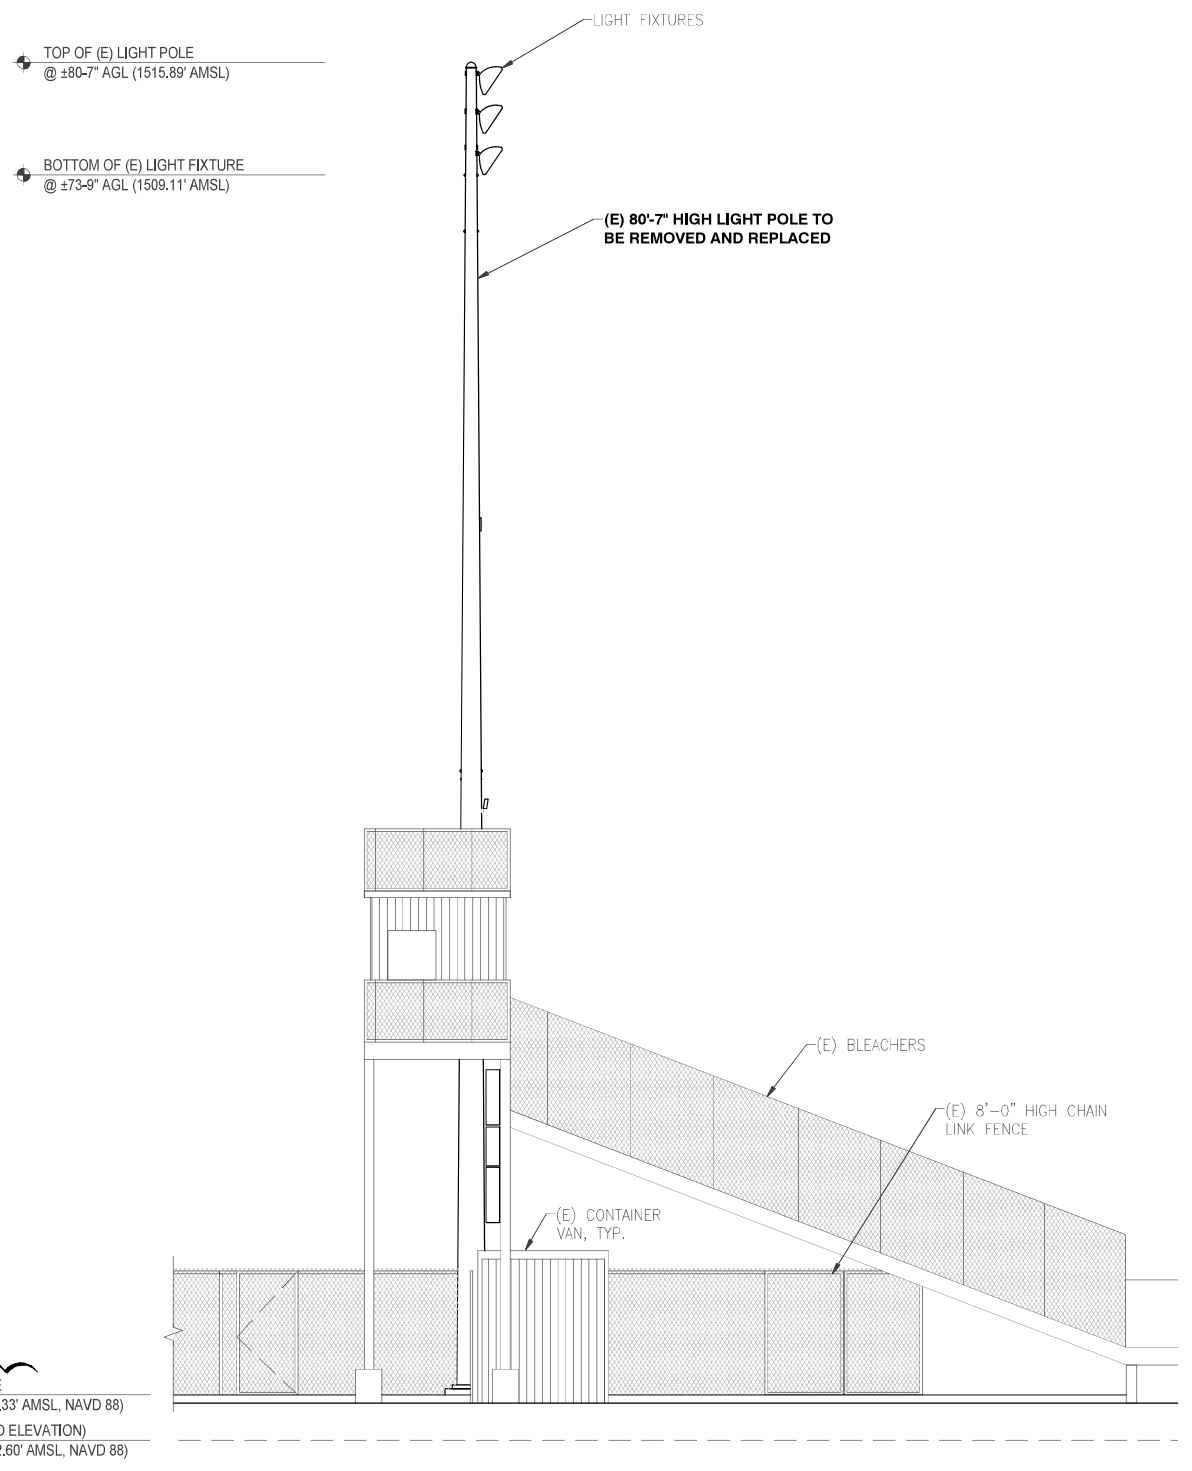 LIGHT FIXTURES
TOP OF (E) LIGHT POLE
@ ±80-7" AGL (1515.89' AMSL)
BOTTOM OF (E) LIGHT FIXTURE
@ ±73-9" AGL (1509.11' AMSL)
(E) 80'-7" HIGH LIGHT POLE TO
BE REMOVED AND REPLACED
(E) BLEACHERS
(E) 8'-0" HIGH CHAIN
LINK FENCE
(E) CONTAINER
VAN, TYP.
.33' AMSL, NAVD 88)
ELEVATION)
.60' AMSL, NAVD 88)